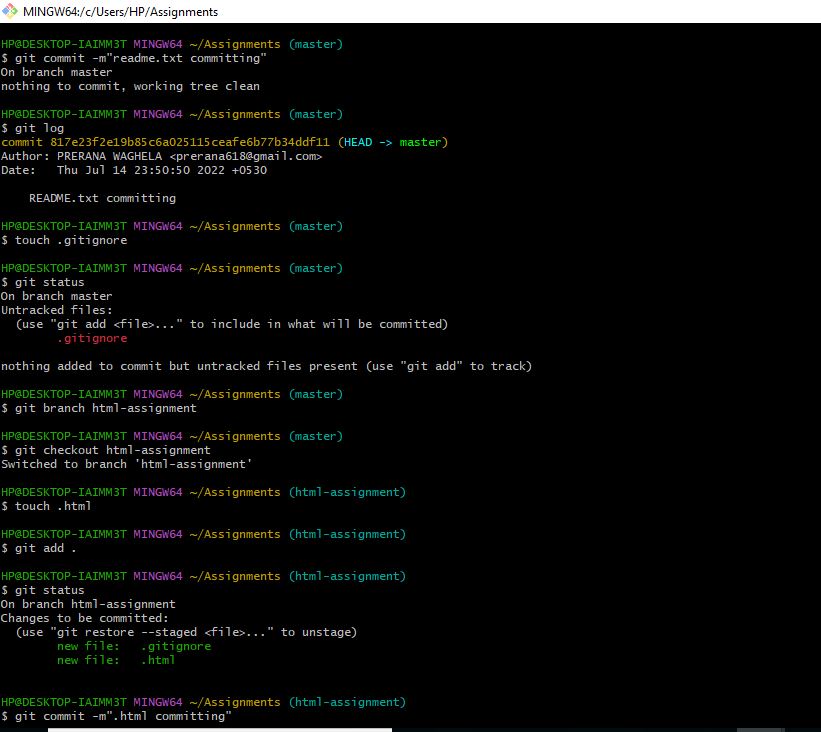 MINGW64:/c/Users/HP/Assignments
HP@DESKTOP-IAIMM3T MINGW64 ~/Assignments (master)
$ git commit -m"readme.txt committing"
On branch master
nothing to commit, working tree clean
HP@DESKTOP-IAIMM3T MINGW64 ~/Assignments (master)
$ git log
commit 817e23f2e19b85c6a025115ceafe6b77b34ddf11 (HEAD -> master)
Author: PRERANA WAGHELA <prerana618@gmail.com>
Date:   Thu Jul 14 23:50:50 2022 +0530
    README.txt committing
HP@DESKTOP-IAIMM3T MINGW64 ~/Assignments (master)
$ touch .gitignore
HP@DESKTOP-IAIMM3T MINGW64 ~/Assignments (master)
$ git status
On branch master
Untracked files:
  (use "git add <file>..." to include in what will be committed)
        .gitignore
nothing added to commit but untracked files present (use "git add" to track)
HP@DESKTOP-IAIMM3T MINGW64 ~/Assignments (master)
$ git branch html-assignment
HP@DESKTOP-IAIMM3T MINGW64 ~/Assignments (master)
$ git checkout html-assignment
Switched to branch 'html-assignment'
HP@DESKTOP-IAIMM3T MINGW64 ~/Assignments (html-assignment)
$ touch .html
HP@DESKTOP-IAIMM3T MINGW64 ~/Assignments (html-assignment)
$ git add .
HP@DESKTOP-IAIMM3T MINGW64 ~/Assignments (html-assignment)
$ git status
On branch html-assignment
Changes to be committed:
  (use "git restore --staged <file>..." to unstage)
        new file:   .gitignore
        new file:   .html
HP@DESKTOP-IAIMM3T MINGW64 ~/Assignments (html-assignment)
$ git commit -m".html committing"